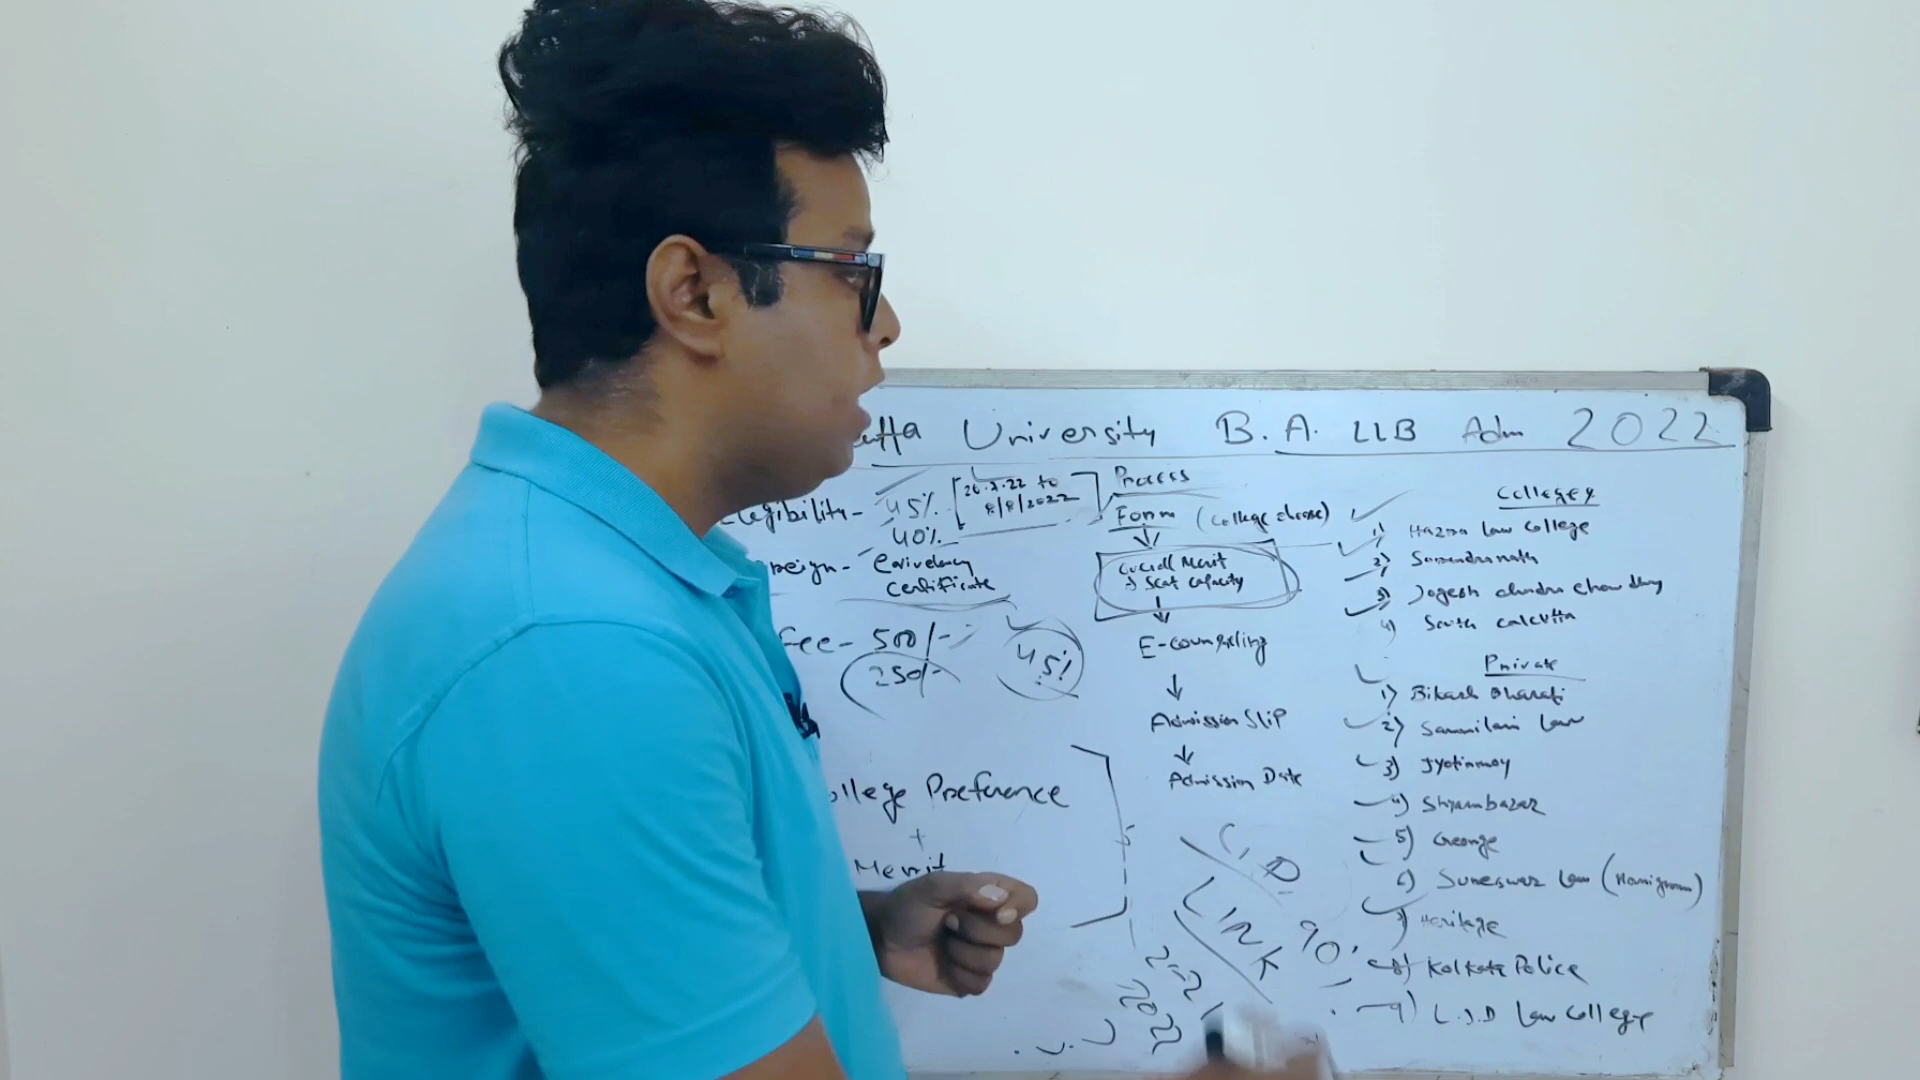 University B.A. LLB Adm 2022
45%
40%
26.7.22 to
8/8/2022
Equivelency
Certificate
Fee- 500/-
250/-
45%
Preference
+
Merit
Process
Form (College choose)
Overall Merit
→ Seat capacity
E-counselling
Admission Slip
Admission Date
C.D
LINK
90%
2022
Colleges
1) Hazra Law College
2) Surendranath
3) Jogesh chandra chowdhury
4) South calcutta
Private
1) Bikash Bharati
2) Sammilani Law
3) Jyotirmoy
4) Shyambazar
5) George
6) Sureswar Law
7) Heritage
8) Kolkata Police
9) L.J.D Law College